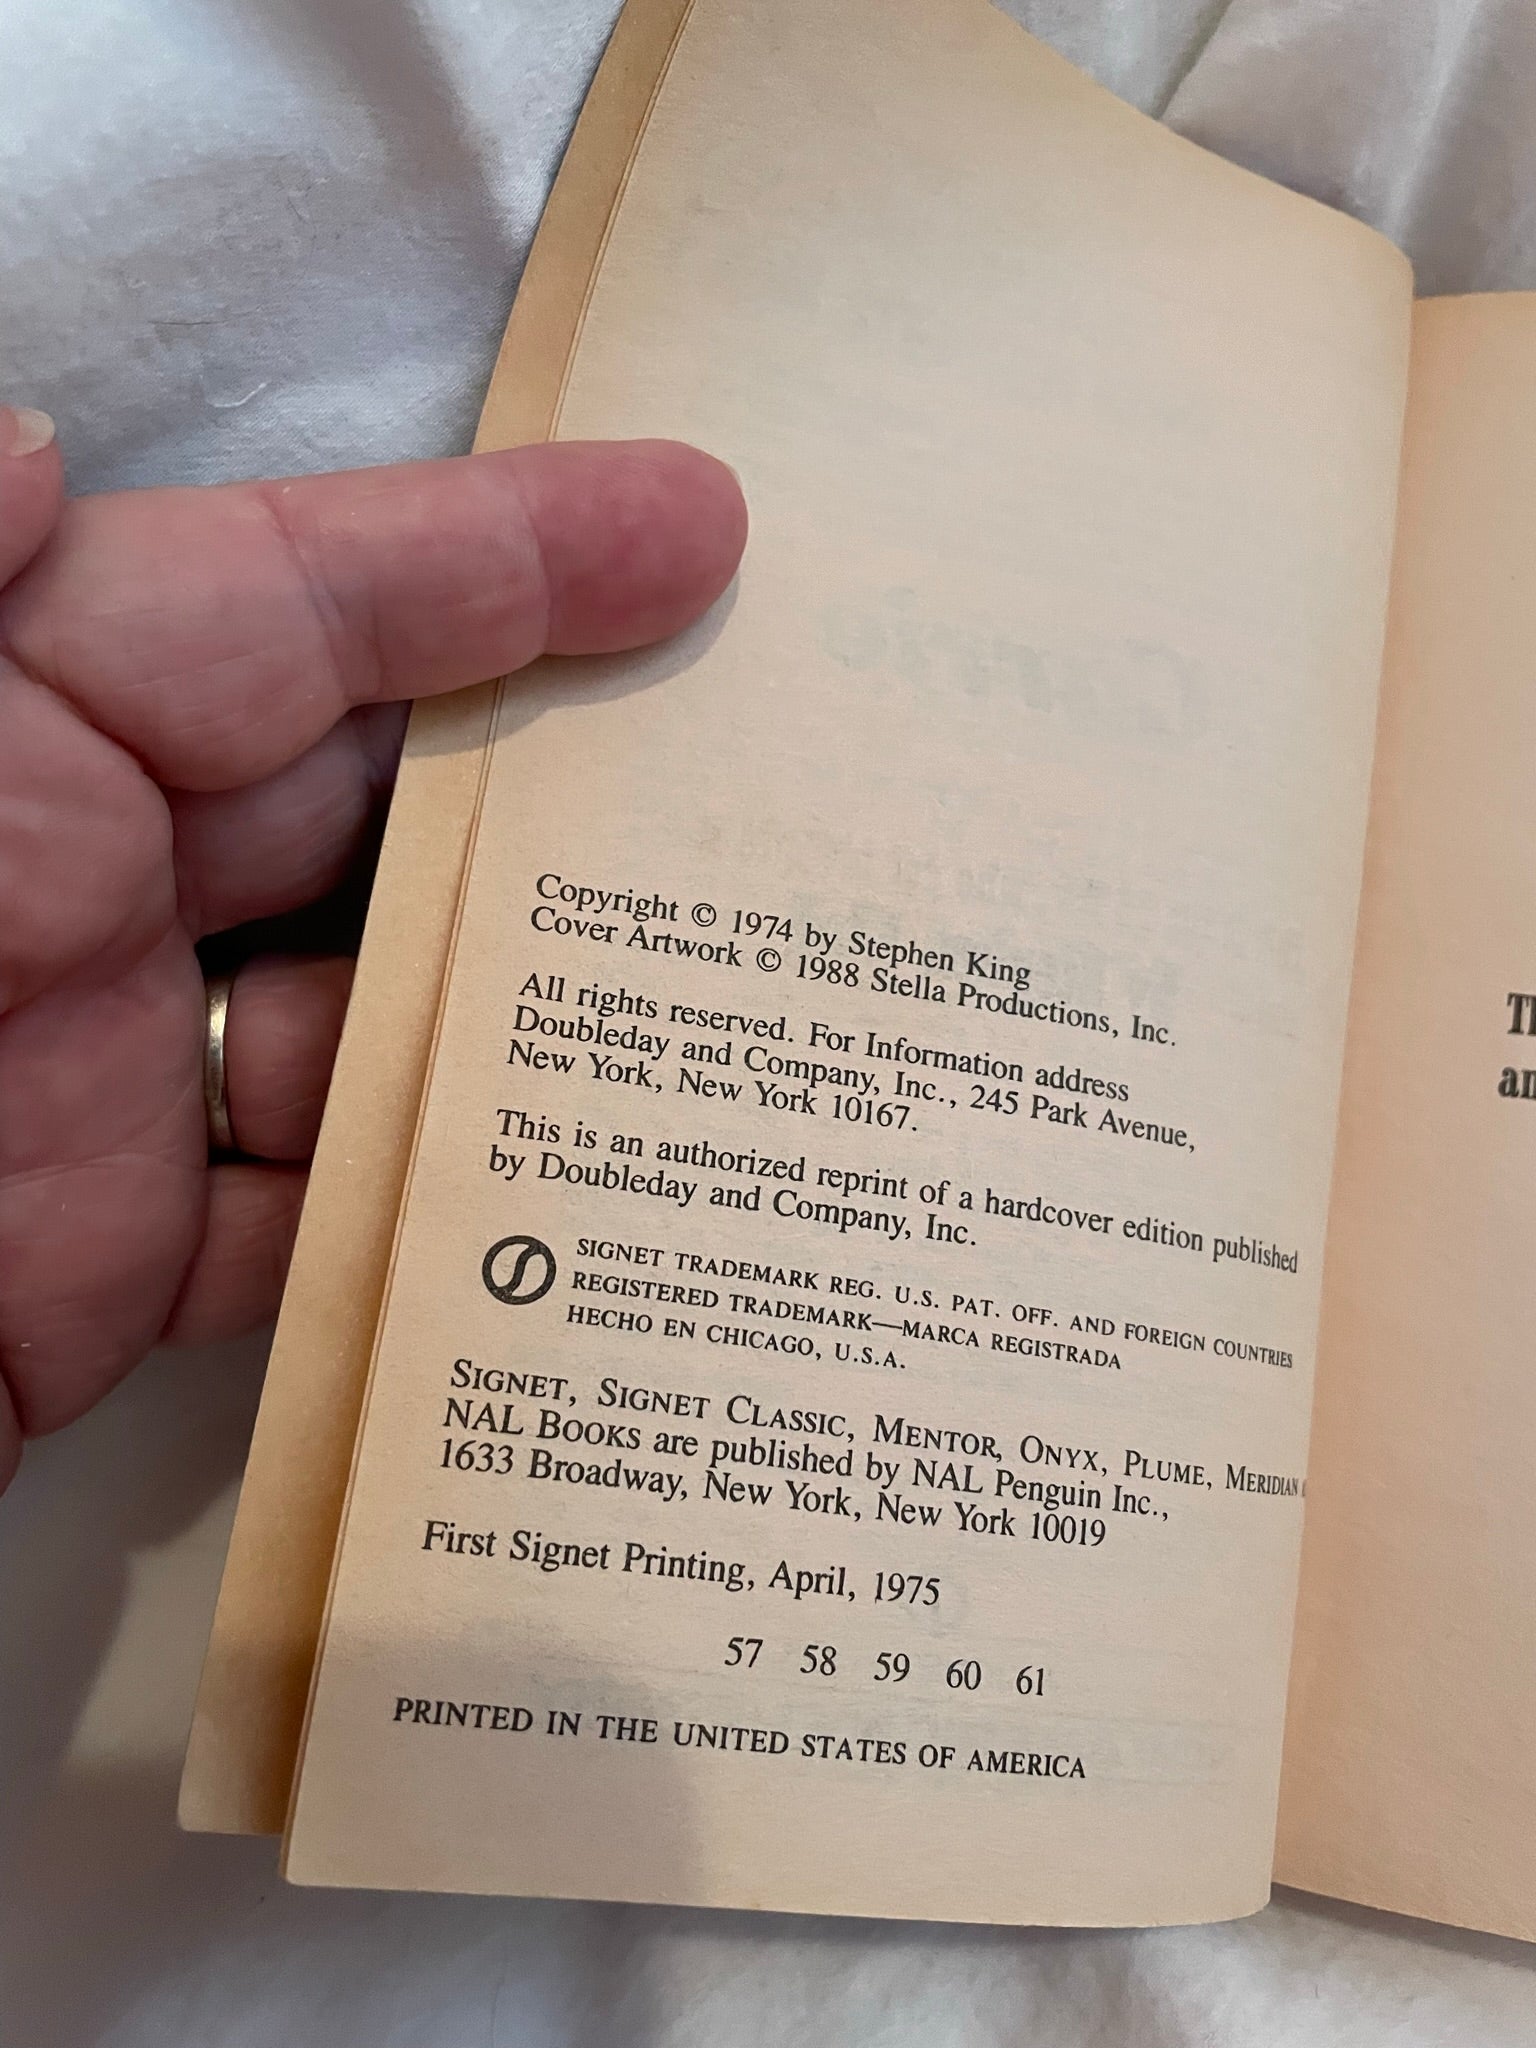 Copyright © 1974 by Stephen King
Cover Artwork © 1988 Stella Productions, Inc.
All rights reserved. For Information address
Doubleday and Company, Inc., 245 Park Avenue,
New York, New York 10167.
This is an authorized reprint of a hardcover edition published
by Doubleday and Company, Inc.
SIGNET TRADEMARK REG. U.S. PAT. OFF. AND FOREIGN COUNTRIES
REGISTERED TRADEMARK—MARCA REGISTRADA
HECHO EN CHICAGO, U.S.A.
SIGNET, SIGNET CLASSIC, MENTOR, ONYX, PLUME, MERIDIAN
NAL BOOKS are published by NAL Penguin Inc.,
1633 Broadway, New York, New York 10019
First Signet Printing, April, 1975
57 58 59 60 61
PRINTED IN THE UNITED STATES OF AMERICA